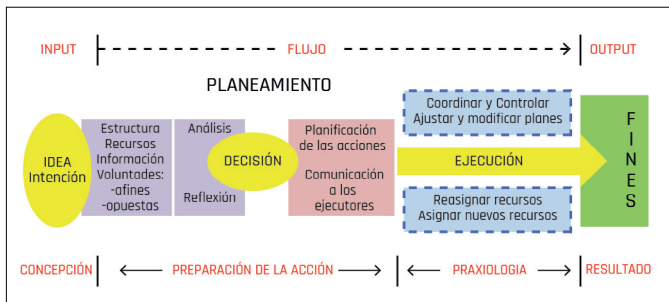 INPUT
FLUJO
OUTPUT
PLANEAMIENTO
IDEA
Intención
Estructura
Recursos
Información
Voluntades:
-afines
-opuestas
Análisis
Reflexión
DECISIÓN
Planificación
de las acciones
Comunicación
a los
ejecutores
Coordinar y Controlar
Ajustar y modificar planes
EJECUCIÓN
Reasignar recursos
Asignar nuevos recursos
FINES
CONCEPCIÓN
PREPARACIÓN DE LA ACCIÓN
PRAXIOLOGIA
RESULTADO